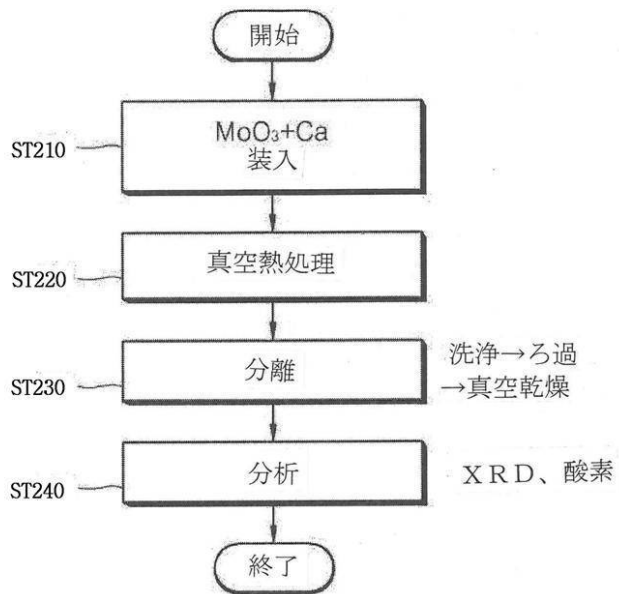 開始
ST210
MoO₃+Ca
装入
ST220
真空熱処理
ST230
分離
洗浄→ろ過
→真空乾燥
ST240
分析
ＸＲＤ、酸素
終了